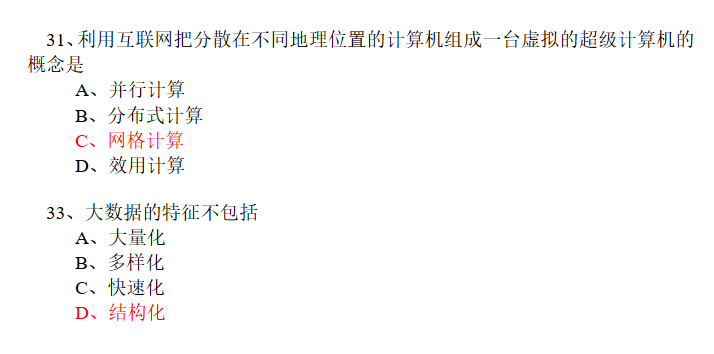 31、利用互联网把分散在不同地理位置的计算机组成一台虚拟的超级计算机的
概念是
A、并行计算
B、分布式计算
C、网格计算
D、效用计算
33、大数据的特征不包括
A、大量化
B、多样化
C、快速化
D、结构化